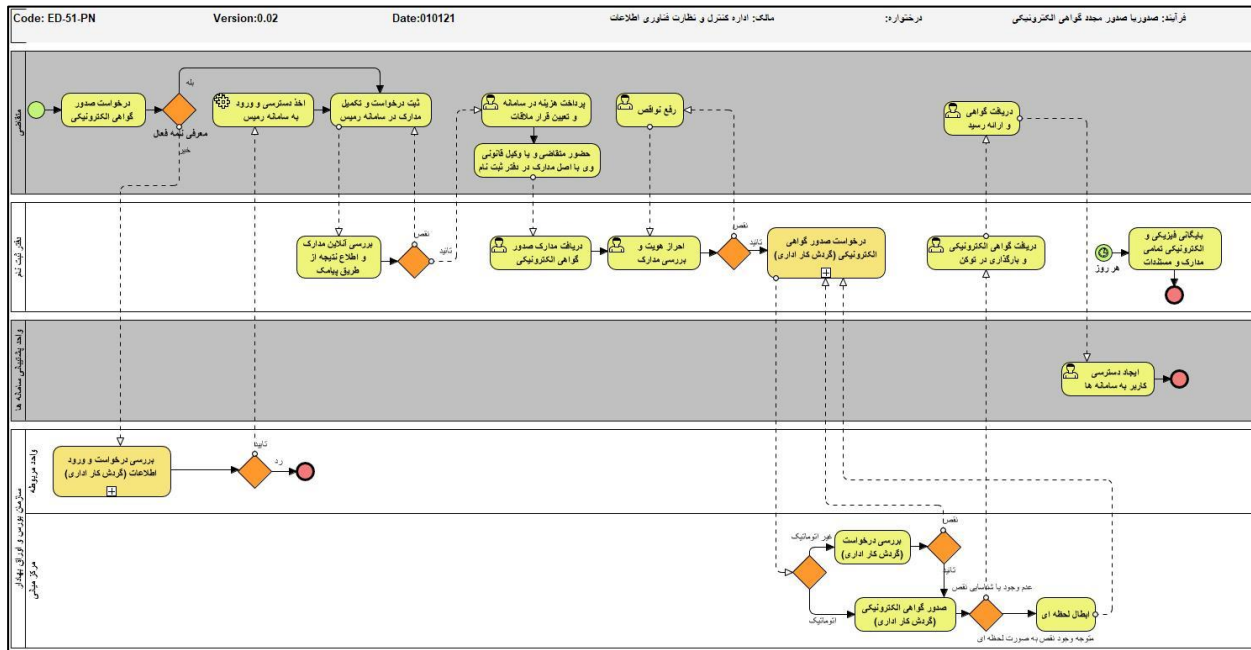 Code: ED-51-PN
Version:0.02
Date:010121
مالک: اداره کنترل و نظارت فناوری اطلاعات
درختواره:
فرآیند: صدور یا صدور مجدد گواهی الکترونیکی
متقاضی
درخواست صدور
گواهی الکترونیکی
بله
معرفی نامه فعال
خیر
اخذ دسترسی و ورود
به سامانه رمیس
ثبت درخواست و تکمیل
مدارک در سامانه رمیس
پرداخت هزینه در سامانه
و تعیین قرار ملاقات
حضور متقاضی و یا وکیل قانونی
وی با اصل مدارک در دفتر ثبت نام
رفع نواقص
دریافت گواهی
و ارائه رسید
دفتر ثبت نام
بررسی آنلاین مدارک
و اطلاع نتیجه از
طریق پیامک
نقص
تائید
دریافت مدارک صدور
گواهی الکترونیکی
احراز هویت و
بررسی مدارک
نقص
تائید
درخواست صدور گواهی
الکترونیکی (گردش کار اداری)
دریافت گواهی الکترونیکی
و بارگذاری در توکن
هر روز
بایگانی فیزیکی و
الکترونیکی تمامی
مدارک و مستندات
واحد پشتیبانی سامانه ها
ایجاد دسترسی
کاربر به سامانه ها
سازمان بورس و اوراق بهادار
واحد مربوطه
بررسی درخواست و ورود
اطلاعات (گردش کار اداری)
تایید
رد
مرکز میانی
غیر اتوماتیک
اتوماتیک
بررسی درخواست
(گردش کار اداری)
نقص
تائید
صدور گواهی الکترونیکی
(گردش کار اداری)
عدم وجود یا شناسایی نقص
متوجه وجود نقص به صورت لحظه ای
ابطال لحظه ای